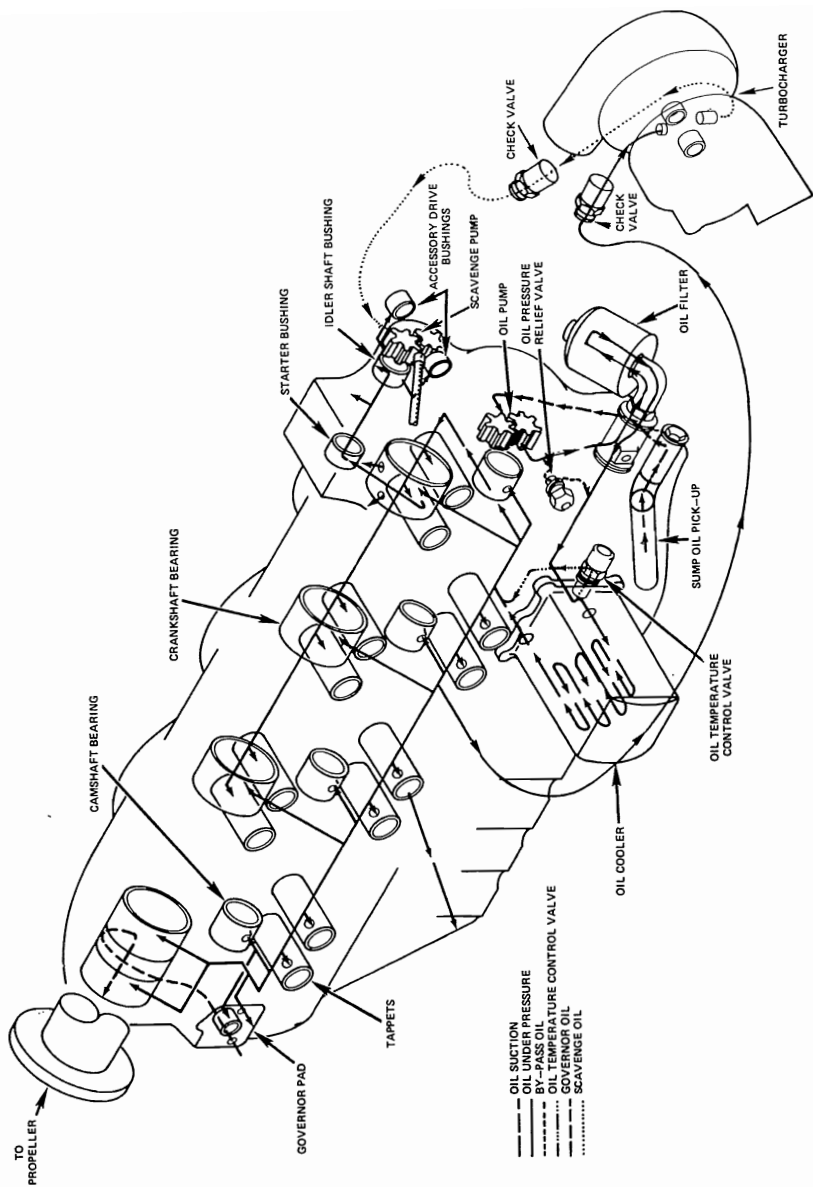 TO
PROPELLER
GOVERNOR PAD
CAMSHAFT BEARING
TAPPETS
CRANKSHAFT BEARING
STARTER BUSHING
IDLER SHAFT BUSHING
ACCESSORY DRIVE
BUSHINGS
SCAVENGE PUMP
OIL PUMP
OIL PRESSURE
RELIEF VALVE
CHECK VALVE
CHECK
VALVE
TURBOCHARGER
OIL FILTER
SUMP OIL PICK-UP
OIL TEMPERATURE
CONTROL VALVE
OIL COOLER
OIL SUCTION
OIL UNDER PRESSURE
BY-PASS OIL
OIL TEMPERATURE CONTROL VALVE
GOVERNOR OIL
SCAVENGE OIL